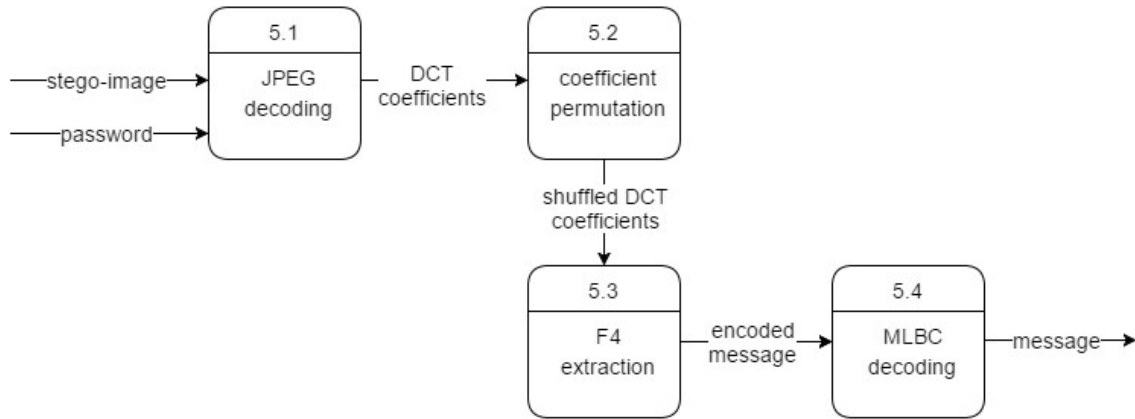 5.1
5.2
stego-image
JPEG
decoding
DCT
coefficients
coefficient
permutation
password
shuffled DCT
coefficients
5.3
5.4
F4
extraction
encoded
message
MLBC
decoding
message